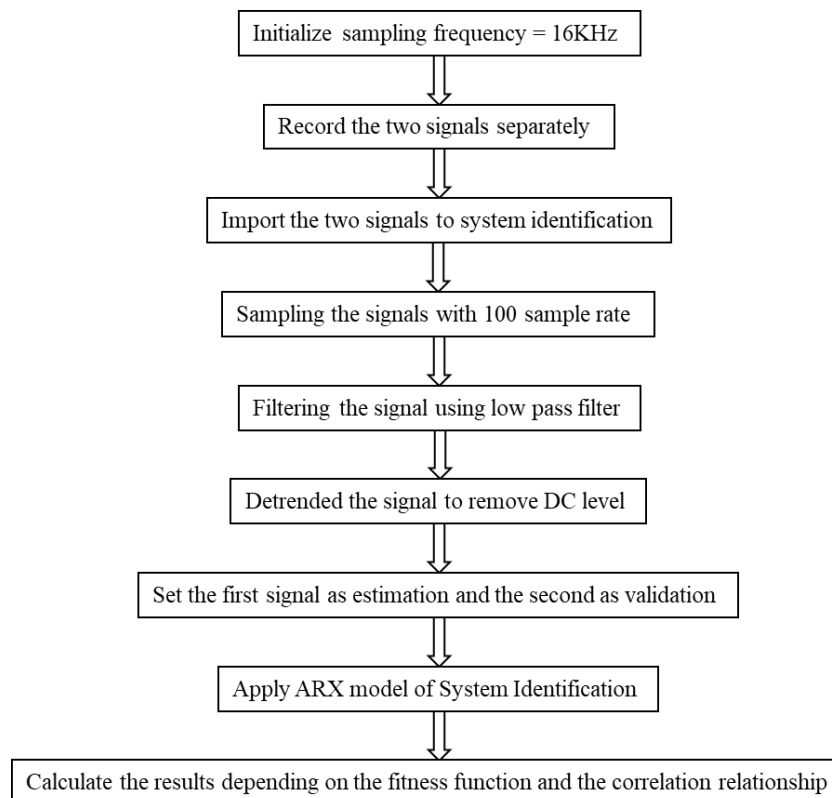 Initialize sampling frequency = 16KHz
Record the two signals separately
Import the two signals to system identification
Sampling the signals with 100 sample rate
Filtering the signal using low pass filter
Detrended the signal to remove DC level
Set the first signal as estimation and the second as validation
Apply ARX model of System Identification
Calculate the results depending on the fitness function and the correlation relationship